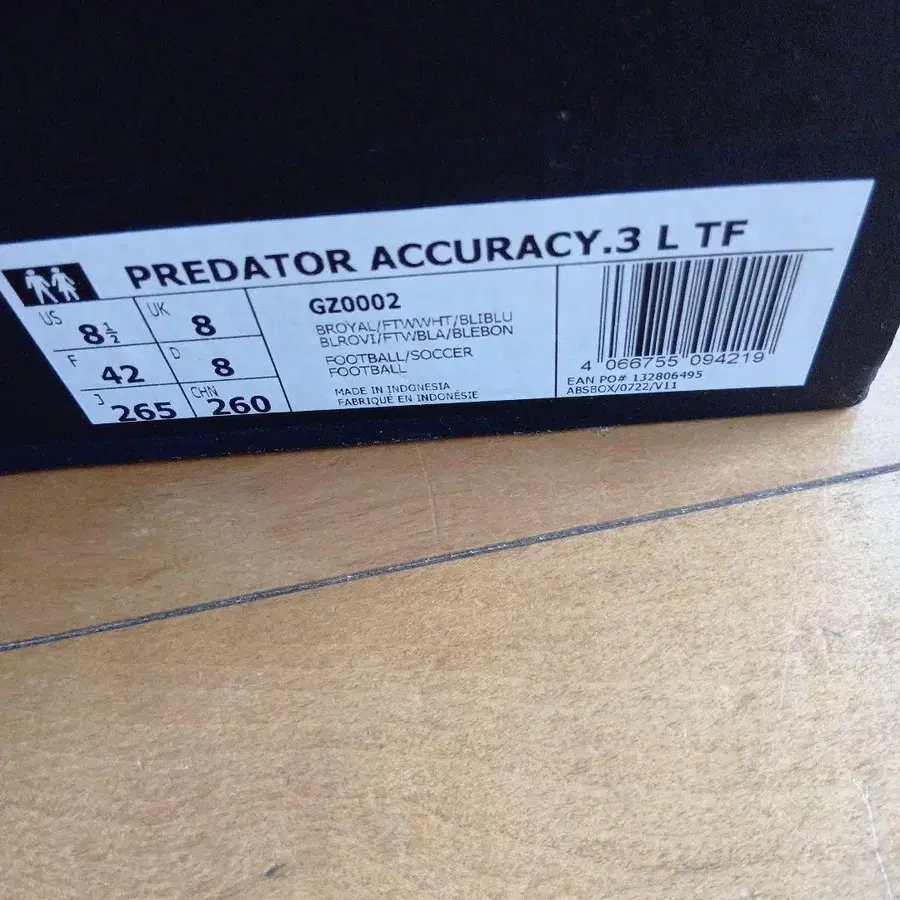 PREDATOR ACCURACY.3 L TF
US 8½ UK 8
F 42 D 8
J 265 CHN 260
GZ0002
BROYAL/FTWWHT/BLIBLU
BLROVI/FTWBLA/BLEBON
FOOTBALL/SOCCER
FOOTBALL
MADE IN INDONESIA
FABRIQUÉ EN INDONÉSIE
4 066755 094219
EAN PO# 132806495
ABSBOX/0722/V11